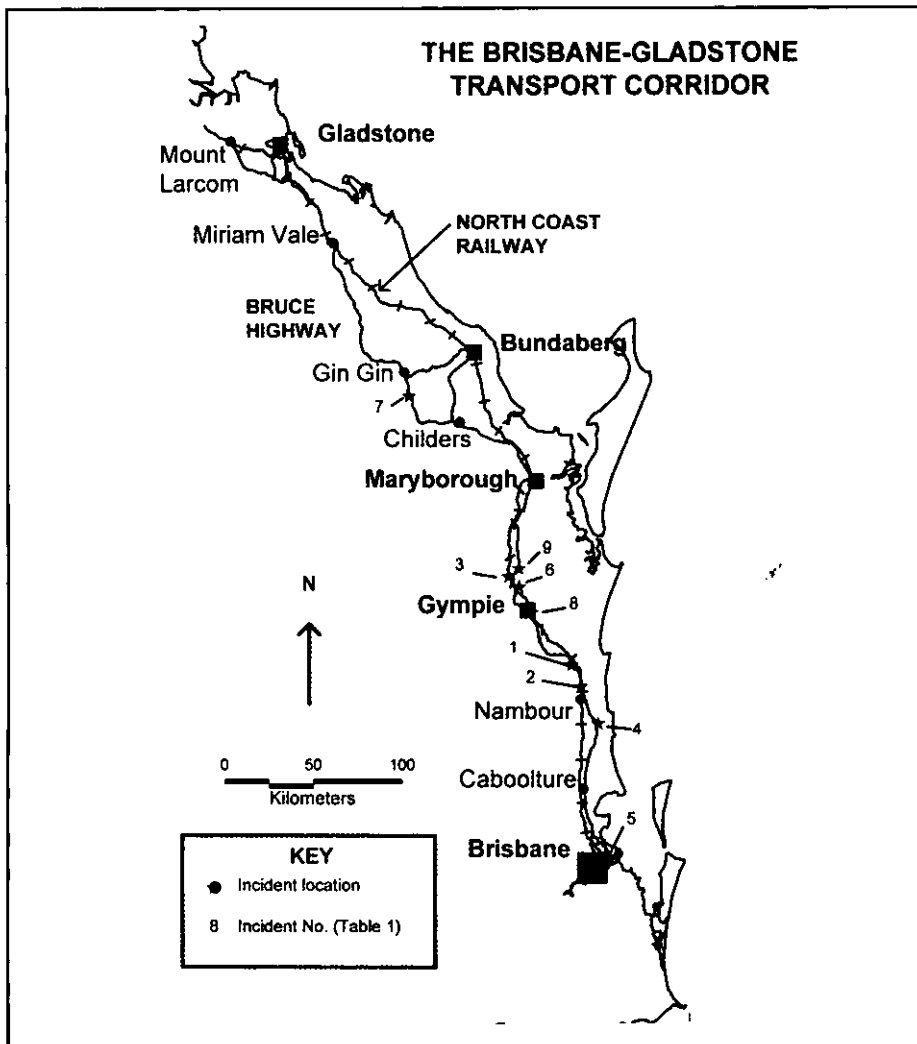 THE BRISBANE-GLADSTONE
TRANSPORT CORRIDOR
Gladstone
Mount
Larcom
NORTH COAST
RAILWAY
Miriam Vale
BRUCE
HIGHWAY
Bundaberg
Gin Gin
7
Childers
Maryborough
9
3
6
N
Gympie
8
1
2
Nambour
4
0 50 100
Kilometers
Caboolture
5
Brisbane
KEY
Incident location
8 Incident No. (Table 1)